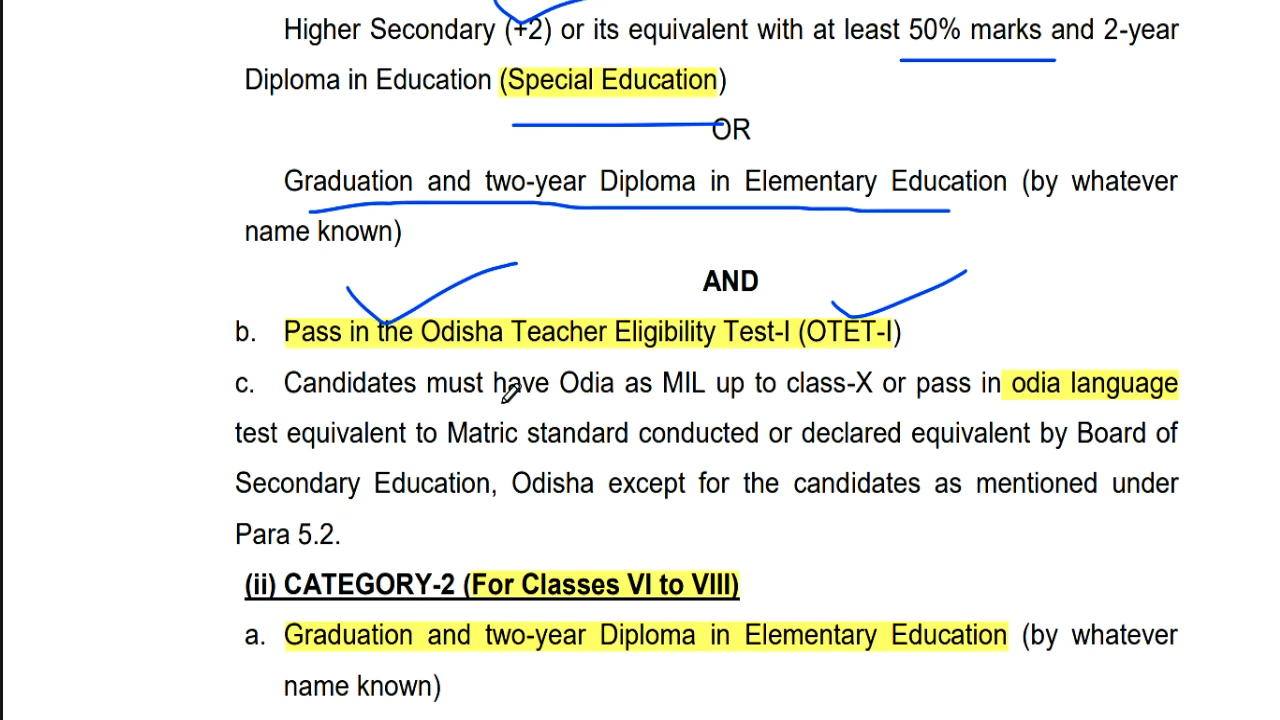 Higher Secondary (+2) or its equivalent with at least 50% marks and 2-year
Diploma in Education (Special Education)
OR
Graduation and two-year Diploma in Elementary Education (by whatever
name known)
AND
b. Pass in the Odisha Teacher Eligibility Test-I (OTET-I)
c. Candidates must have Odia as MIL up to class-X or pass in odia language
test equivalent to Matric standard conducted or declared equivalent by Board of
Secondary Education, Odisha except for the candidates as mentioned under
Para 5.2.
(ii) CATEGORY-2 (For Classes VI to VIII)
a. Graduation and two-year Diploma in Elementary Education (by whatever
name known)